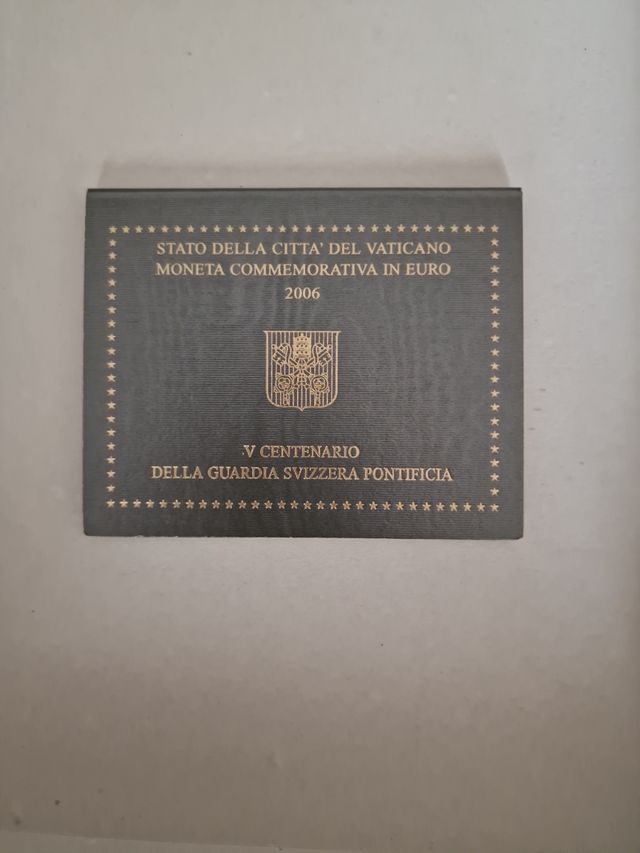 STATO DELLA CITTA' DEL VATICANO
MONETA COMMEMORATIVA IN EURO
2006
V CENTENARIO
DELLA GUARDIA SVIZZERA PONTIFICIA